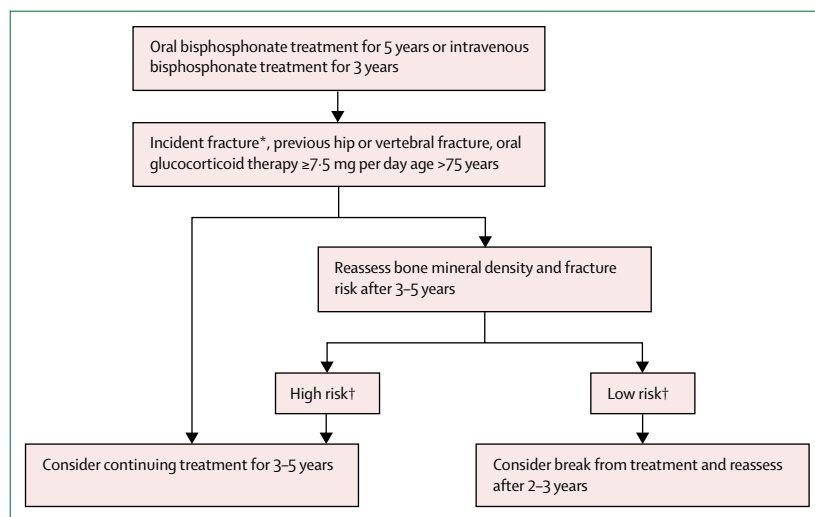 Oral bisphosphonate treatment for 5 years or intravenous
bisphosphonate treatment for 3 years
Incident fracture*, previous hip or vertebral fracture, oral
glucocorticoid therapy ≥7·5 mg per day age >75 years
Reassess bone mineral density and fracture
risk after 3–5 years
High risk†
Low risk†
Consider continuing treatment for 3–5 years
Consider break from treatment and reassess
after 2–3 years